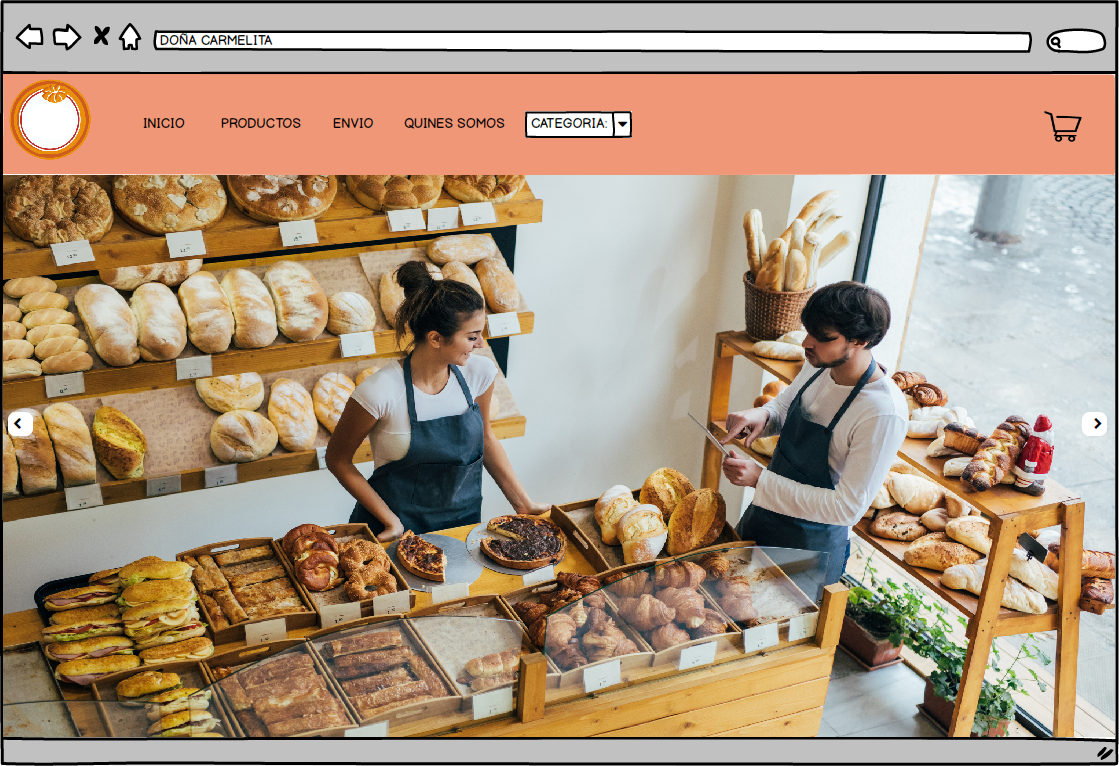 DOÑA CARMELITA
INICIO PRODUCTOS ENVIO QUINES SOMOS CATEGORIA: